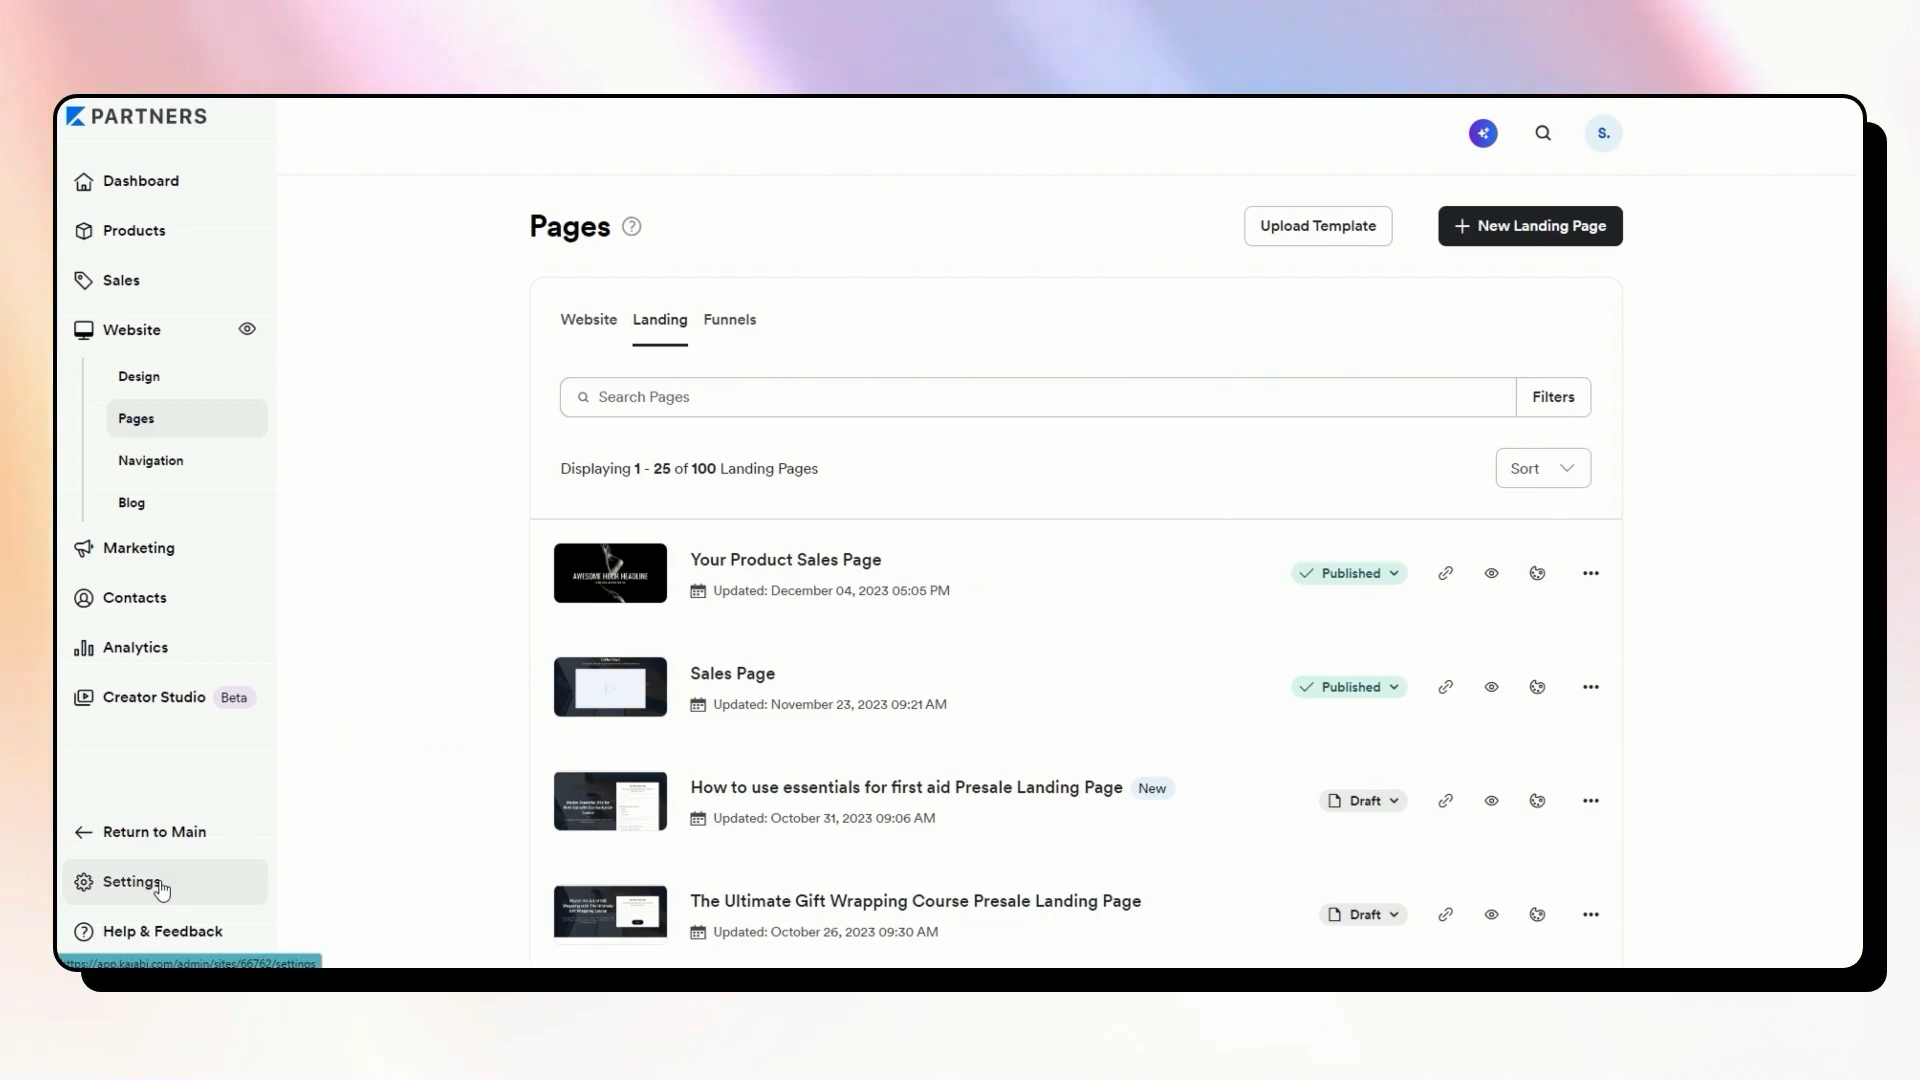 PARTNERS
Dashboard
Products
Sales
Website
Design
Pages
Navigation
Blog
Marketing
Contacts
Analytics
Creator Studio Beta
Return to Main
Settings
Help & Feedback
https://app.kajabi.com/admin/sites/66762/settings
S.
Pages
Upload Template
+ New Landing Page
Website Landing Funnels
Search Pages
Filters
Displaying 1 - 25 of 100 Landing Pages
Sort
AWESOME HOOK HEADLINE
Your Product Sales Page
Updated: December 04, 2023 05:05 PM
Published
Sales Page
Updated: November 23, 2023 09:21 AM
Published
How to use essentials for first aid Presale Landing Page New
Updated: October 31, 2023 09:06 AM
Draft
The Ultimate Gift Wrapping Course Presale Landing Page
Updated: October 26, 2023 09:30 AM
Draft